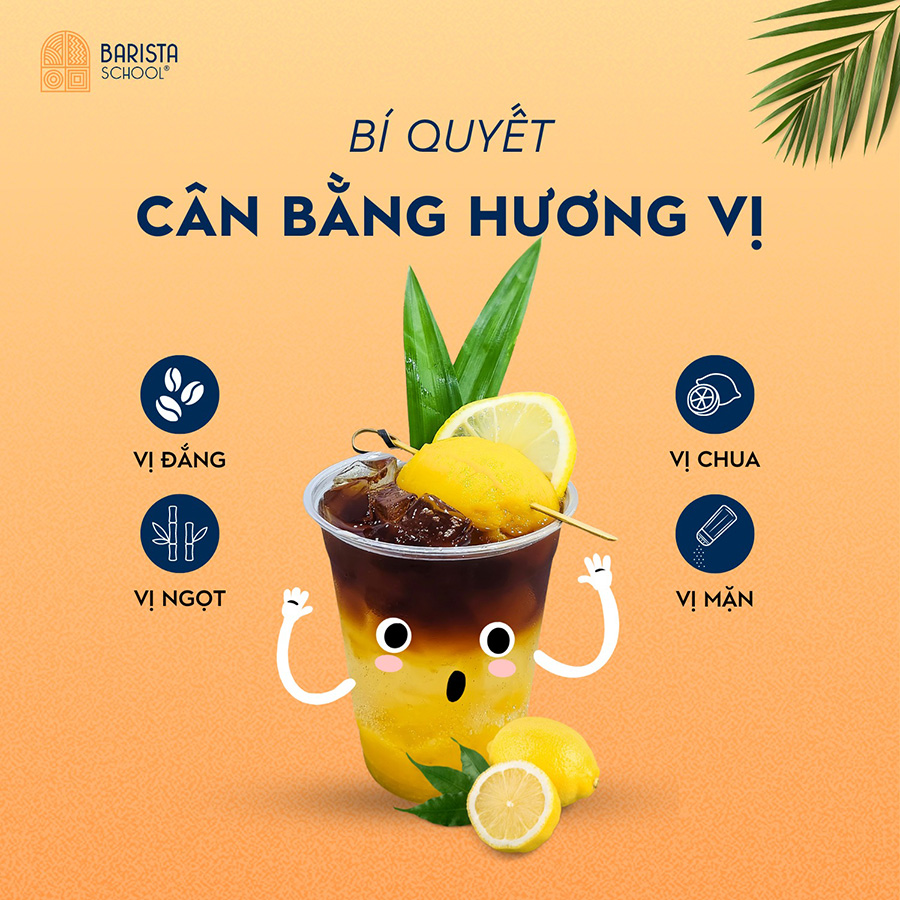 BARISTA
SCHOOL®
BÍ QUYẾT
CÂN BẰNG HƯƠNG VỊ
VỊ ĐẮNG
VỊ CHUA
VỊ NGỌT
VỊ MẶN